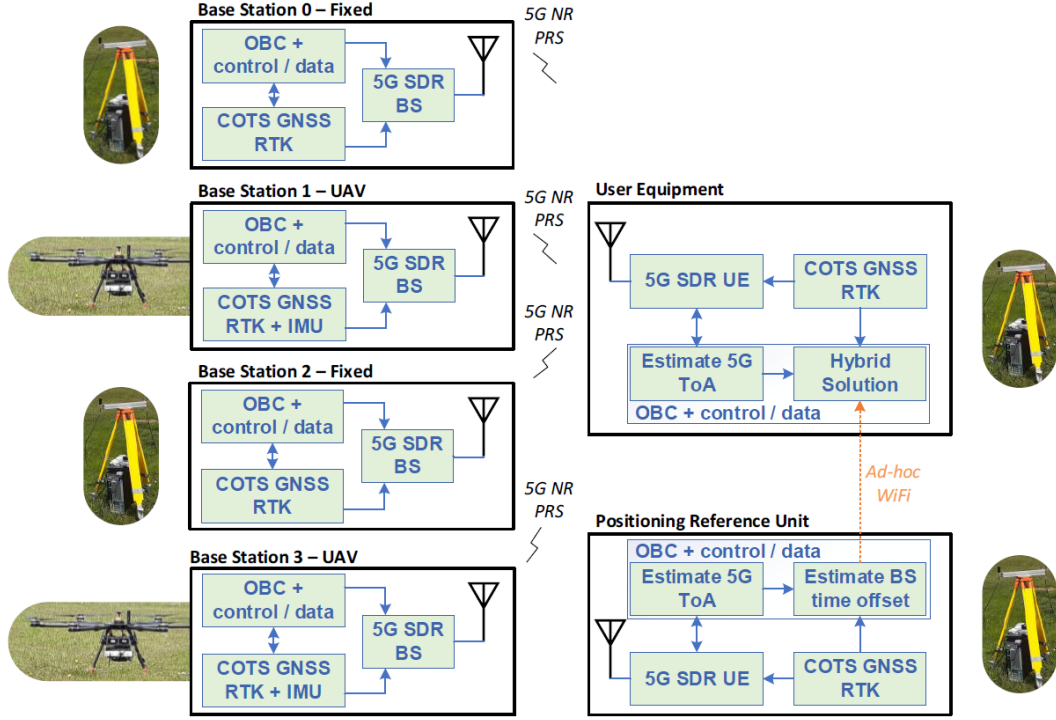 Base Station 0 – Fixed
OBC +
control / data
COTS GNSS
RTK
5G SDR
BS
5G NR
PRS
Base Station 1 – UAV
OBC +
control / data
COTS GNSS
RTK + IMU
5G SDR
BS
5G NR
PRS
5G NR
PRS
Base Station 2 – Fixed
OBC +
control / data
COTS GNSS
RTK
5G SDR
BS
5G NR
PRS
Base Station 3 – UAV
OBC +
control / data
COTS GNSS
RTK + IMU
5G SDR
BS
User Equipment
5G SDR UE
COTS GNSS
RTK
Estimate 5G
ToA
Hybrid
Solution
OBC + control / data
Ad-hoc
WiFi
Positioning Reference Unit
OBC + control / data
Estimate 5G
ToA
Estimate BS
time offset
5G SDR UE
COTS GNSS
RTK